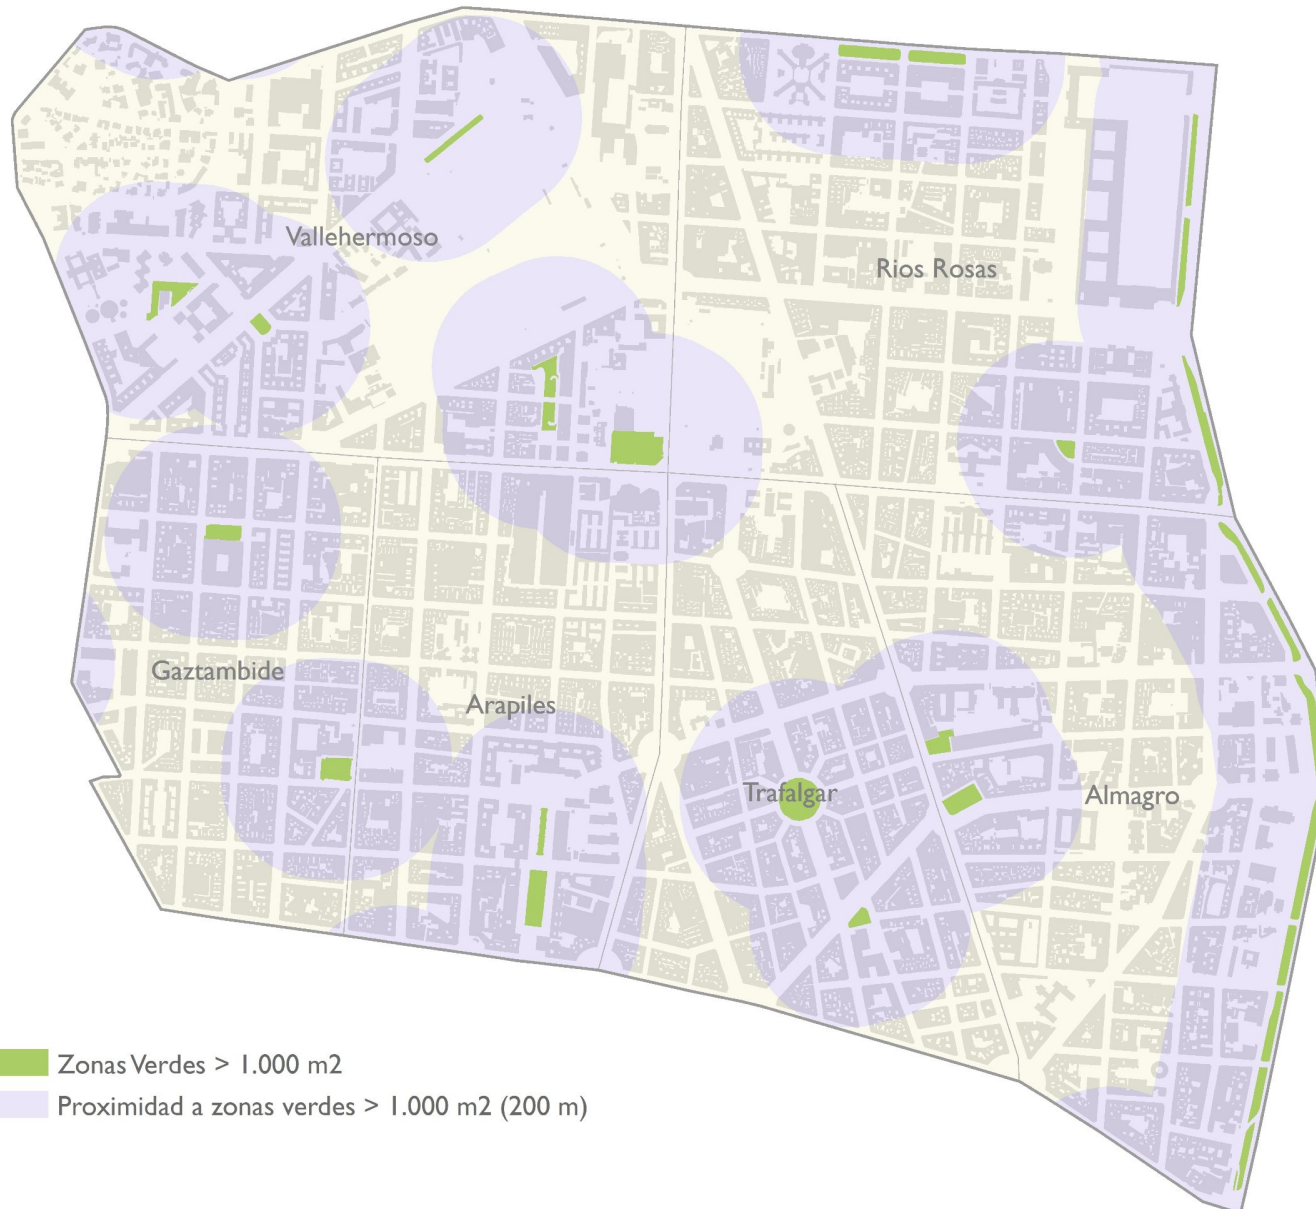 Vallehermoso
Rios Rosas
Gaztambide
Arapiles
Trafalgar
Almagro
Zonas Verdes > 1.000 m2
Proximidad a zonas verdes > 1.000 m2 (200 m)